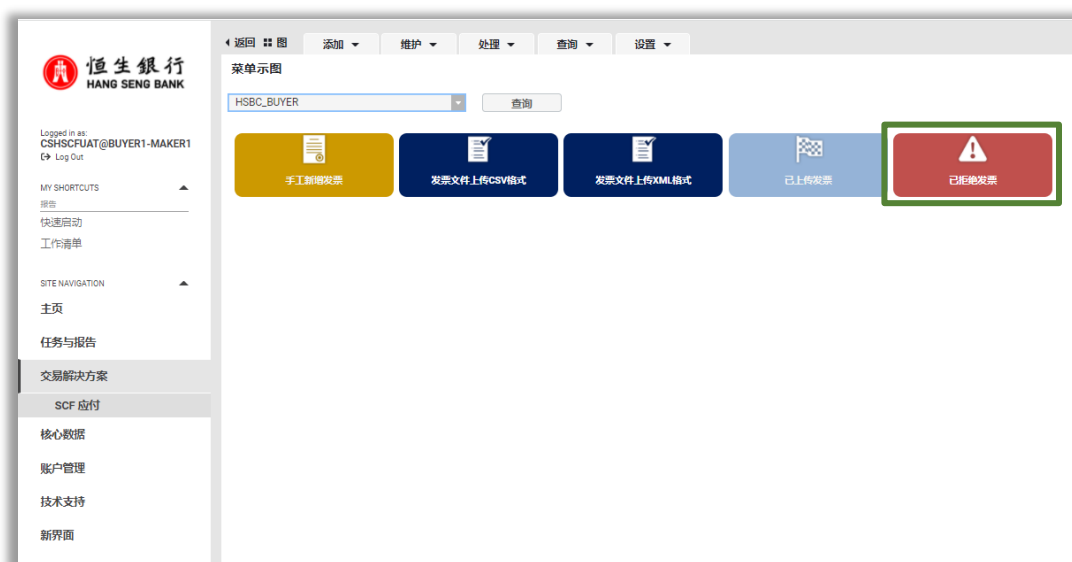 恒生銀行
HANG SENG BANK
Logged in as:
CSHSCFUAT@BUYER1-MAKER1
Log Out
MY SHORTCUTS
报告
快速启动
工作清单
SITE NAVIGATION
主页
任务与报告
交易解决方案
SCF 应付
核心数据
账户管理
技术支持
新界面
返回 图 添加 维护 处理 查询 设置
菜单示图
HSBC_BUYER 查询
手工新增发票 发票文件上传CSV格式 发票文件上传XML格式 已上传发票 已拒绝发票